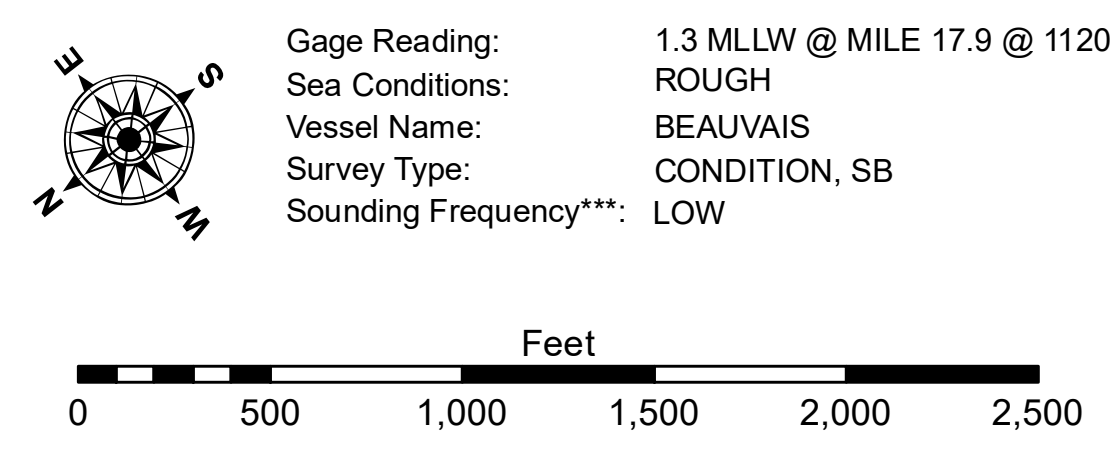 E
S
N
W
Gage Reading: 1.3 MLLW @ MILE 17.9 @ 1120
Sea Conditions: ROUGH
Vessel Name: BEAUVAIS
Survey Type: CONDITION, SB
Sounding Frequency***: LOW
Feet
0 500 1,000 1,500 2,000 2,500